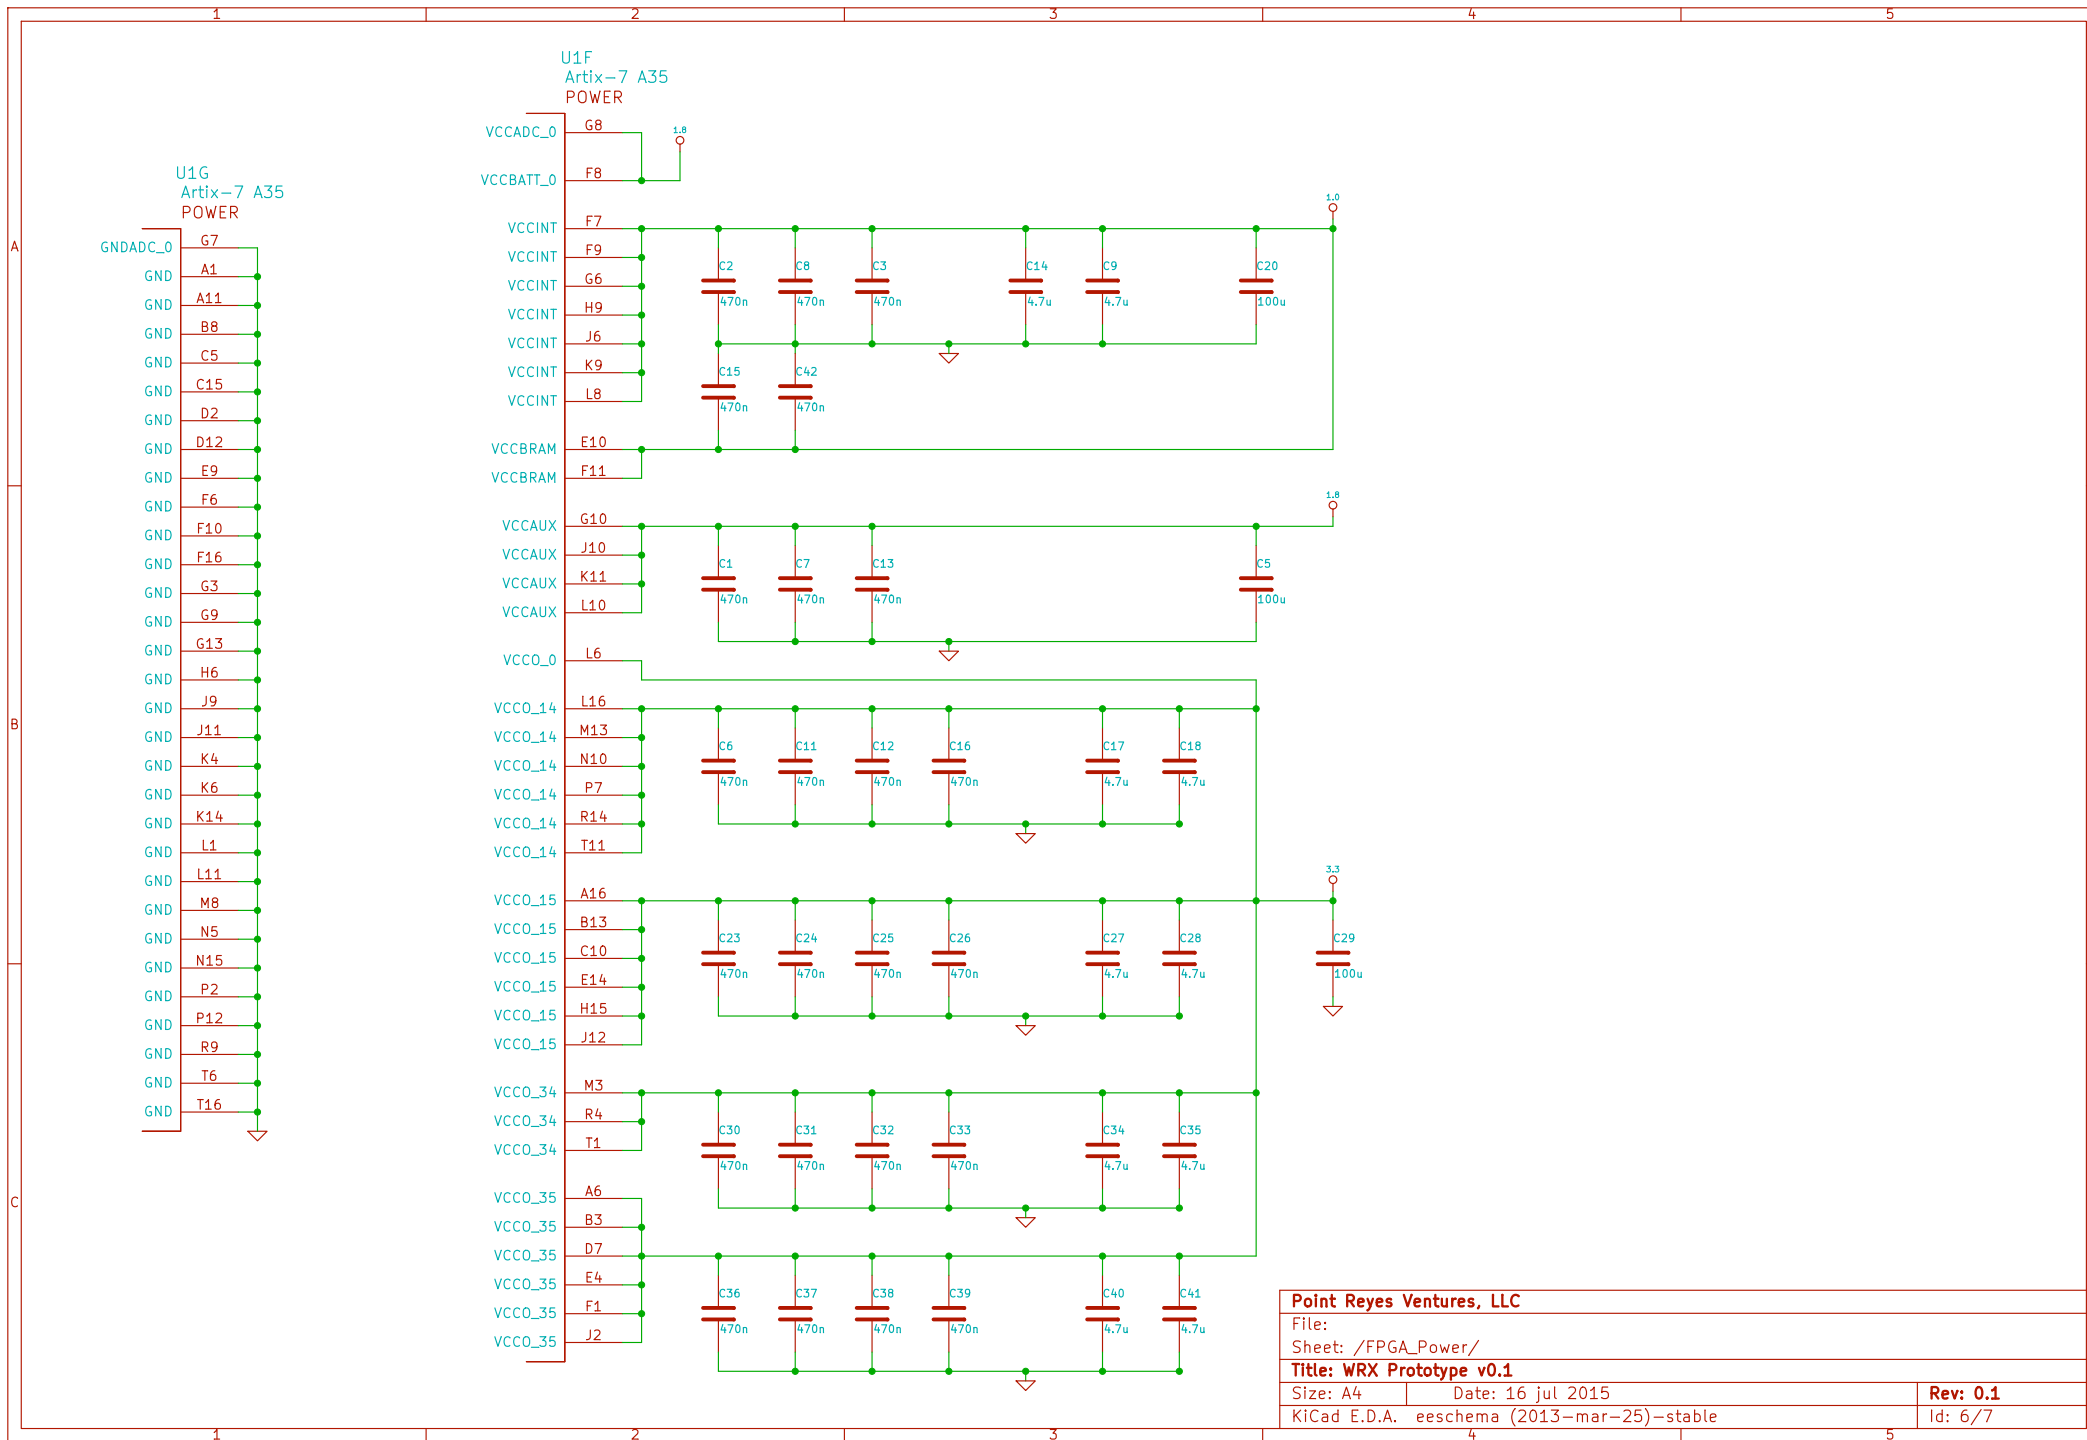 1 2 3 4 5
A
B
C
U1G
Artix-7 A35
POWER
GNDADC_0 G7
GND A1
GND A11
GND B8
GND C5
GND C15
GND D2
GND D12
GND E9
GND F6
GND F10
GND F16
GND G3
GND G9
GND G13
GND H6
GND J9
GND J11
GND K4
GND K6
GND K14
GND L1
GND L11
GND M8
GND N5
GND N15
GND P2
GND P12
GND R9
GND T6
GND T16
U1F
Artix-7 A35
POWER
VCCADC_0 G8
1.8
VCCBATT_0 F8
1.0
VCCINT F7
VCCINT F9
C2 C8 C3 C14 C9 C20
VCCINT G6
470n 470n 470n 4.7u 4.7u 100u
VCCINT H9
VCCINT J6
VCCINT K9
C15 C42
VCCINT L8
470n 470n
VCCBRAM E10
VCCBRAM F11
1.8
VCCAUX G10
VCCAUX J10
C1 C7 C13 C5
VCCAUX K11
470n 470n 470n 100u
VCCAUX L10
VCCO_0 L6
VCCO_14 L16
VCCO_14 M13
C6 C11 C12 C16 C17 C18
VCCO_14 N10
470n 470n 470n 470n 4.7u 4.7u
VCCO_14 P7
VCCO_14 R14
VCCO_14 T11
3.3
VCCO_15 A16
VCCO_15 B13
C23 C24 C25 C26 C27 C28 C29
VCCO_15 C10
470n 470n 470n 470n 4.7u 4.7u 100u
VCCO_15 E14
VCCO_15 H15
VCCO_15 J12
VCCO_34 M3
VCCO_34 R4
C30 C31 C32 C33 C34 C35
VCCO_34 T1
470n 470n 470n 470n 4.7u 4.7u
VCCO_35 A6
VCCO_35 B3
VCCO_35 D7
VCCO_35 E4
C36 C37 C38 C39 C40 C41
VCCO_35 F1
470n 470n 470n 470n 4.7u 4.7u
VCCO_35 J2
Point Reyes Ventures, LLC
File:
Sheet: /FPGA_Power/
Title: WRX Prototype v0.1
Size: A4 Date: 16 jul 2015 Rev: 0.1
KiCad E.D.A. eeschema (2013-mar-25)-stable Id: 6/7
1 2 3 4 5